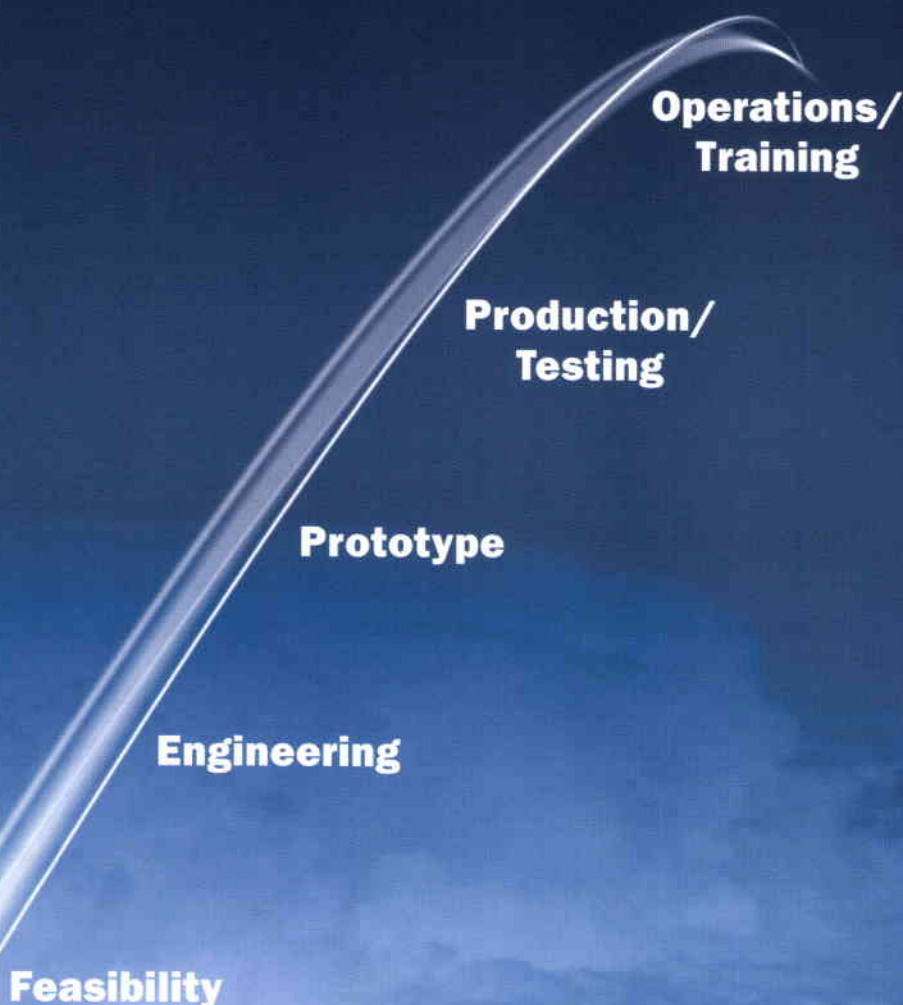 Operations/
Training
Production/
Testing
Prototype
Engineering
Feasibility